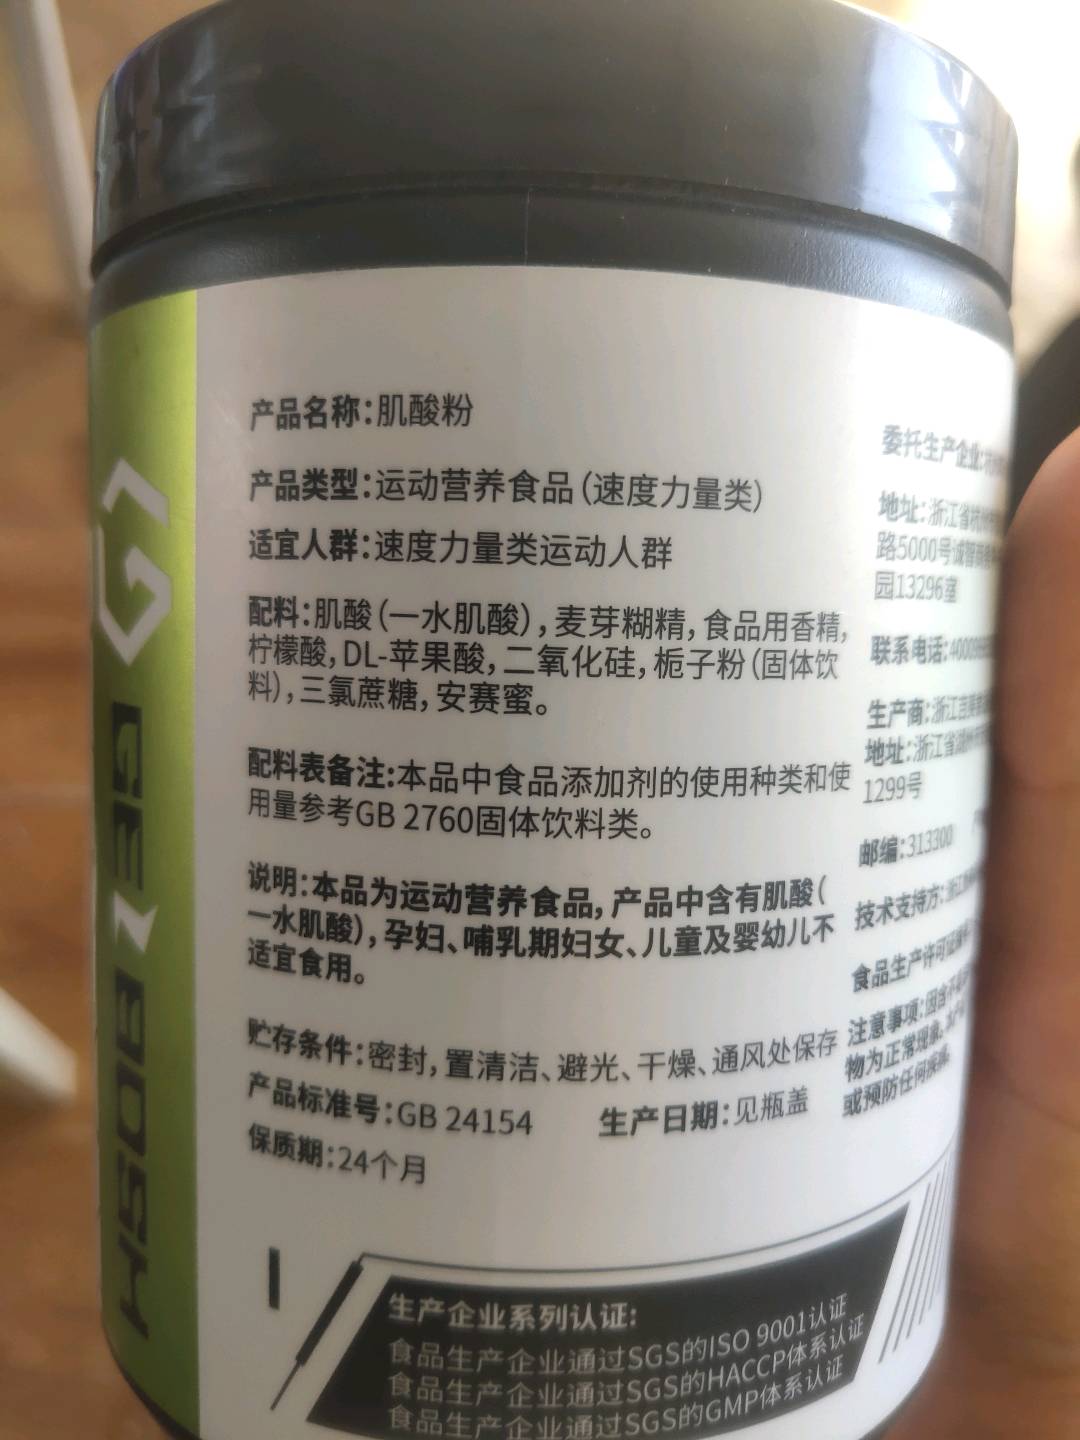 GEZBOSH
产品名称：肌酸粉
产品类型：运动营养食品（速度力量类）
适宜人群：速度力量类运动人群
配料：肌酸（一水肌酸），麦芽糊精，食品用香精，
柠檬酸，DL-苹果酸，二氧化硅，栀子粉（固体饮
料），三氯蔗糖，安赛蜜。
配料表备注：本品中食品添加剂的使用种类和使
用量参考GB 2760固体饮料类。
说明：本品为运动营养食品，产品中含有肌酸（
一水肌酸），孕妇、哺乳期妇女、儿童及婴幼儿不
适宜食用。
贮存条件：密封，置清洁、避光、干燥、通风处保存
产品标准号：GB 24154 生产日期：见瓶盖
保质期：24个月
委托生产企业：
地址：浙江省杭州
路5000号诚智商务
园13296室
联系电话：400
生产商：浙江
地址：浙江省湖州
1299号
邮编：313300
技术支持方：浙江
食品生产许可证编号
注意事项：因含
物为正常现象。
或预防任何疾病。
生产企业系列认证：
食品生产企业通过SGS的ISO 9001认证
食品生产企业通过SGS的HACCP体系认证
食品生产企业通过SGS的GMP体系认证